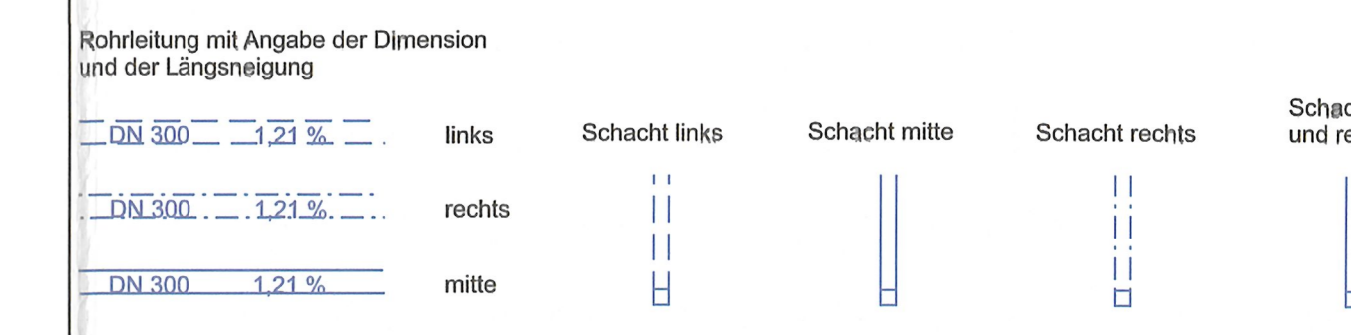 Rohrleitung mit Angabe der Dimension
und der Längsneigung
DN 300 1,21 % links
DN 300 1,21 % rechts
DN 300 1,21 % mitte
Schacht links
Schacht mitte
Schacht rechts